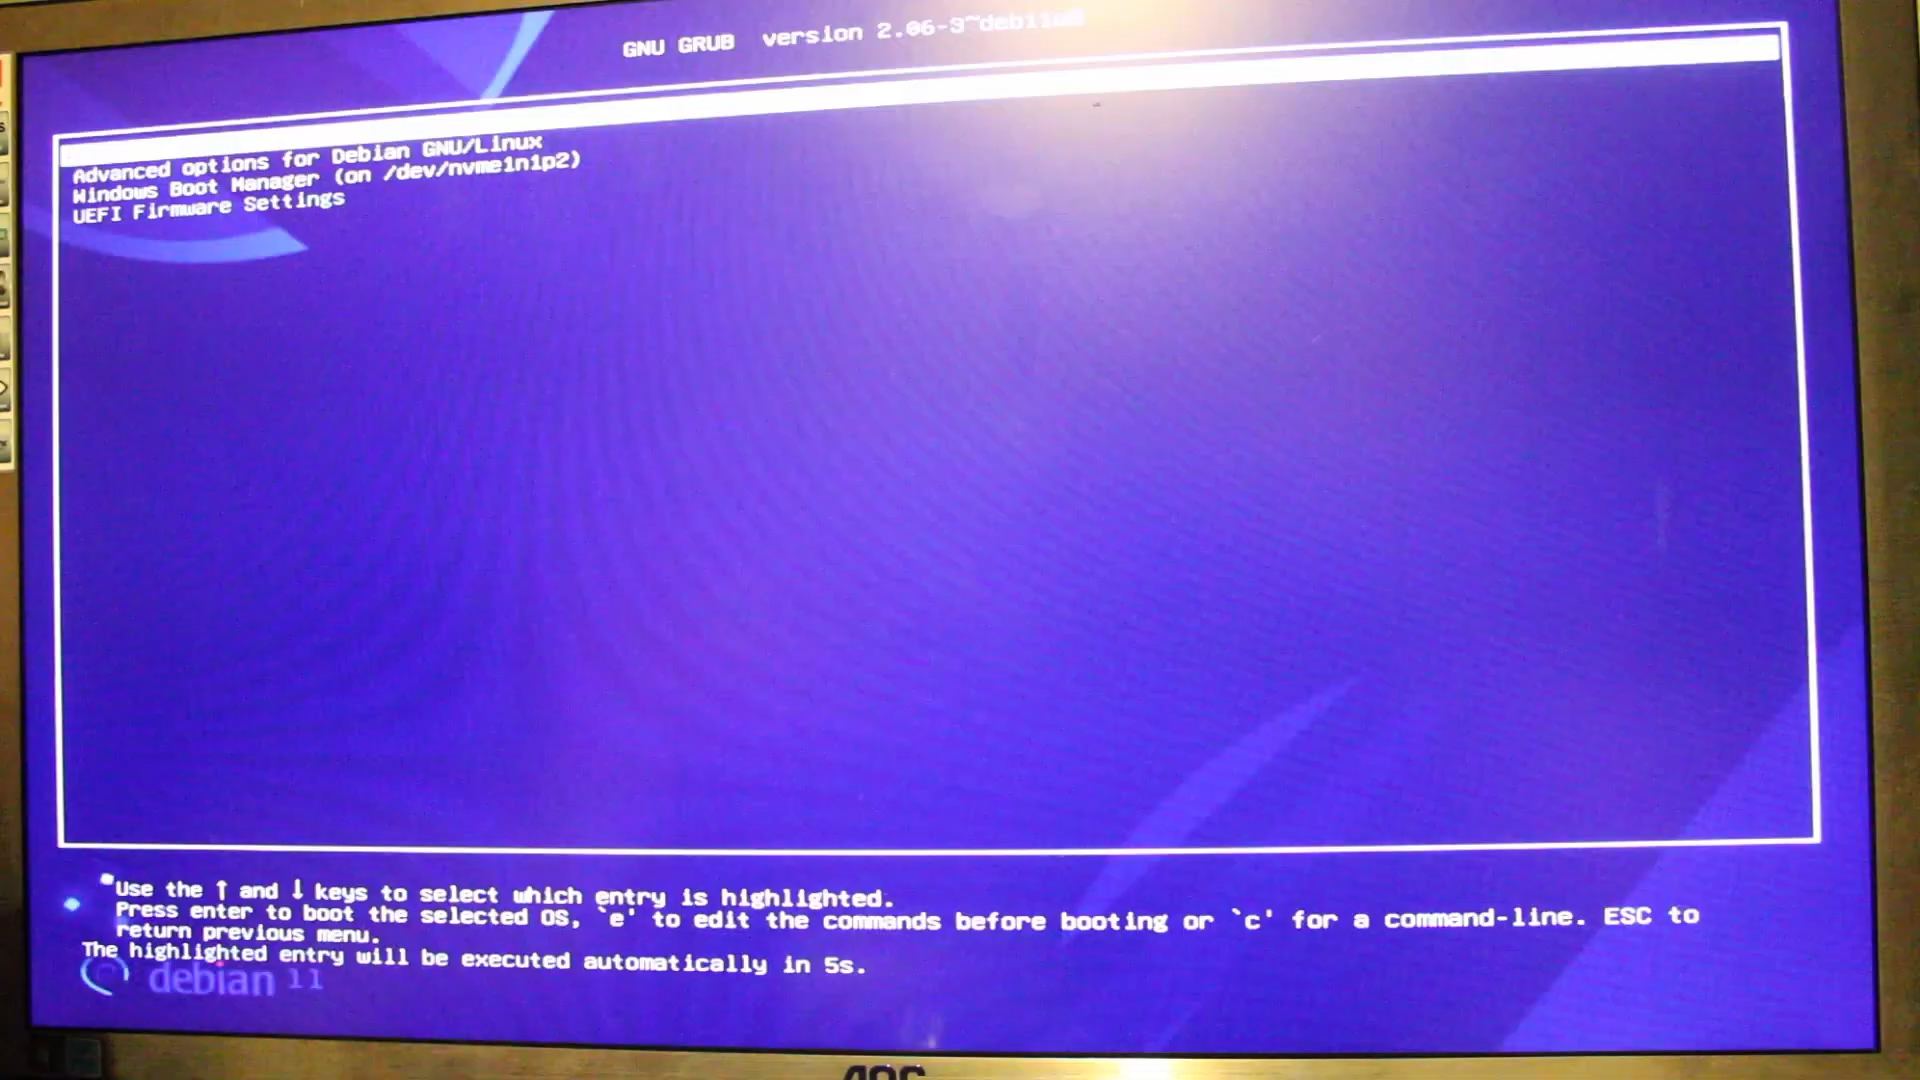 GNU GRUB version 2.06-3~deb11u5
Advanced options for Debian GNU/Linux
Windows Boot Manager (on /dev/nvme1n1p2)
UEFI Firmware Settings
Use the ↑ and ↓ keys to select which entry is highlighted.
Press enter to boot the selected OS, `e' to edit the commands before booting or `c' for a command-line. ESC to
return previous menu.
The highlighted entry will be executed automatically in 5s.
debian 11
AOC